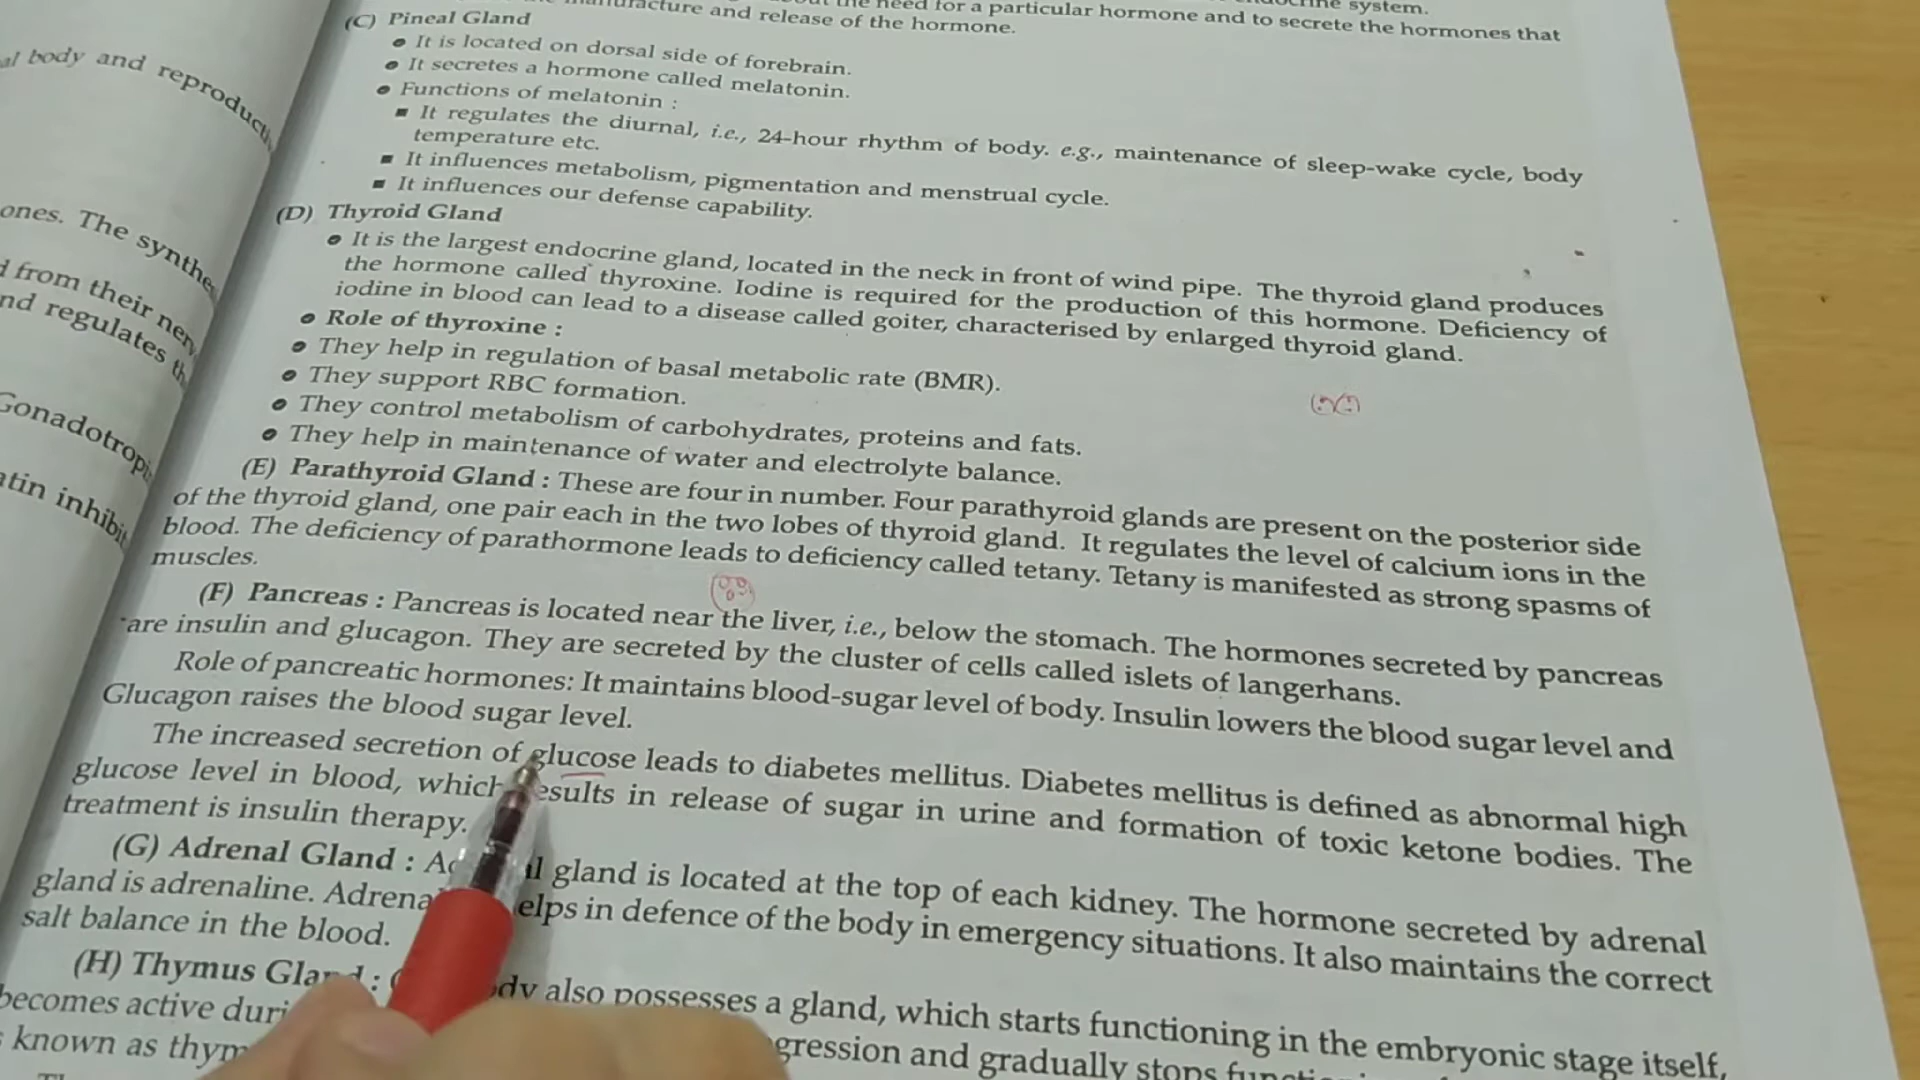 the need for a particular hormone and to secrete the hormones that
and release of the hormone.
(C) Pineal Gland
It is located on dorsal side of forebrain.
It secretes a hormone called melatonin.
Functions of melatonin :
It regulates the diurnal, i.e., 24-hour rhythm of body. e.g., maintenance of sleep-wake cycle, body
temperature etc.
It influences metabolism, pigmentation and menstrual cycle.
It influences our defense capability.
(D) Thyroid Gland
It is the largest endocrine gland, located in the neck in front of wind pipe. The thyroid gland produces
the hormone called thyroxine. Iodine is required for the production of this hormone. Deficiency of
iodine in blood can lead to a disease called goiter, characterised by enlarged thyroid gland.
Role of thyroxine :
They help in regulation of basal metabolic rate (BMR).
They support RBC formation.
They control metabolism of carbohydrates, proteins and fats.
They help in maintenance of water and electrolyte balance.
(E) Parathyroid Gland : These are four in number. Four parathyroid glands are present on the posterior side
of the thyroid gland, one pair each in the two lobes of thyroid gland. It regulates the level of calcium ions in the
blood. The deficiency of parathormone leads to deficiency called tetany. Tetany is manifested as strong spasms of
muscles.
(F) Pancreas : Pancreas is located near the liver, i.e., below the stomach. The hormones secreted by pancreas
are insulin and glucagon. They are secreted by the cluster of cells called islets of langerhans.
Role of pancreatic hormones: It maintains blood-sugar level of body. Insulin lowers the blood sugar level and
Glucagon raises the blood sugar level.
The increased secretion of glucose leads to diabetes mellitus. Diabetes mellitus is defined as abnormal high
glucose level in blood, which results in release of sugar in urine and formation of toxic ketone bodies. The
treatment is insulin therapy.
(G) Adrenal Gland : gland is located at the top of each kidney. The hormone secreted by adrenal
gland is adrenaline. helps in defence of the body in emergency situations. It also maintains the correct
salt balance in the blood.
(H) Thymus Gland : also possesses a gland, which starts functioning in the embryonic stage itself,
becomes active and gradually stops
known as
al body and
ones. The
from their
nd regulates